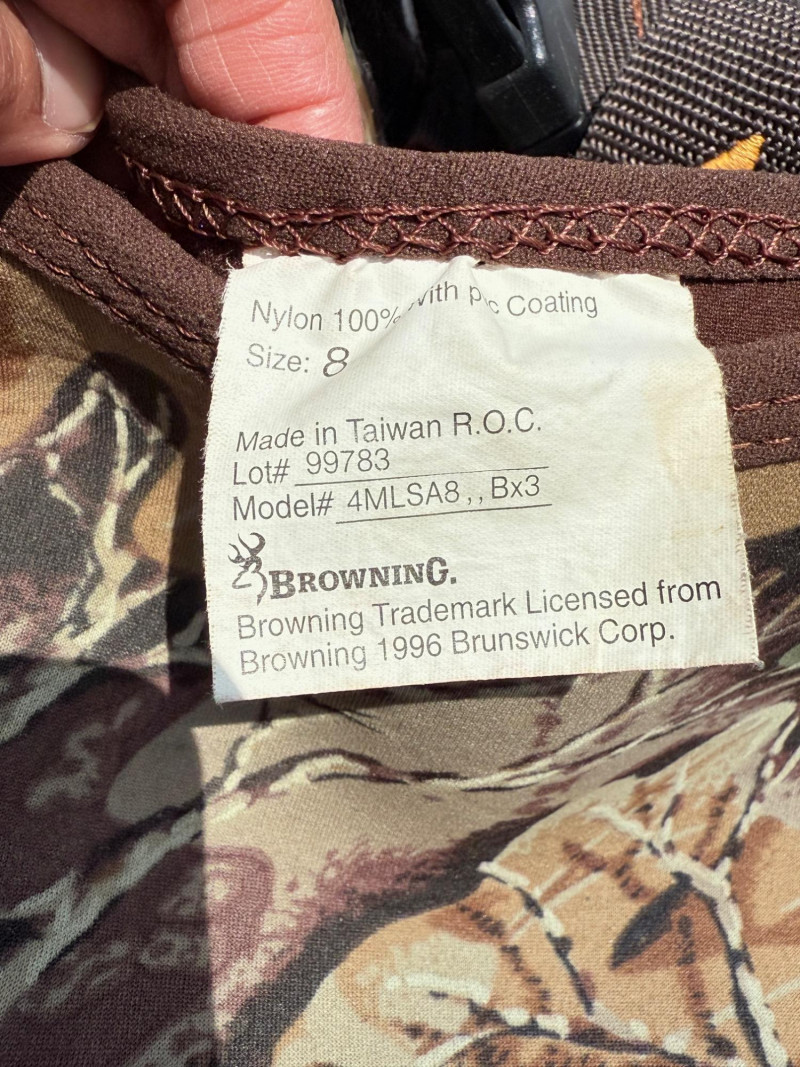 Nylon 100% with pvc Coating
Size: 8
Made in Taiwan R.O.C.
Lot# 99783
Model# 4MLSA8,, Bx3
BROWNING.
Browning Trademark Licensed from
Browning 1996 Brunswick Corp.